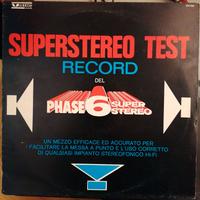 SUPERSTEREO TEST
RECORD
DEL
PHASE 6 SUPER STEREO
UN MEZZO EFFICACE ED ACCURATO PER
FACILITARE LA MESSA A PUNTO E L'USO CORRETTO
DI QUALSIASI IMPIANTO STEREOFONICO Hi-Fi